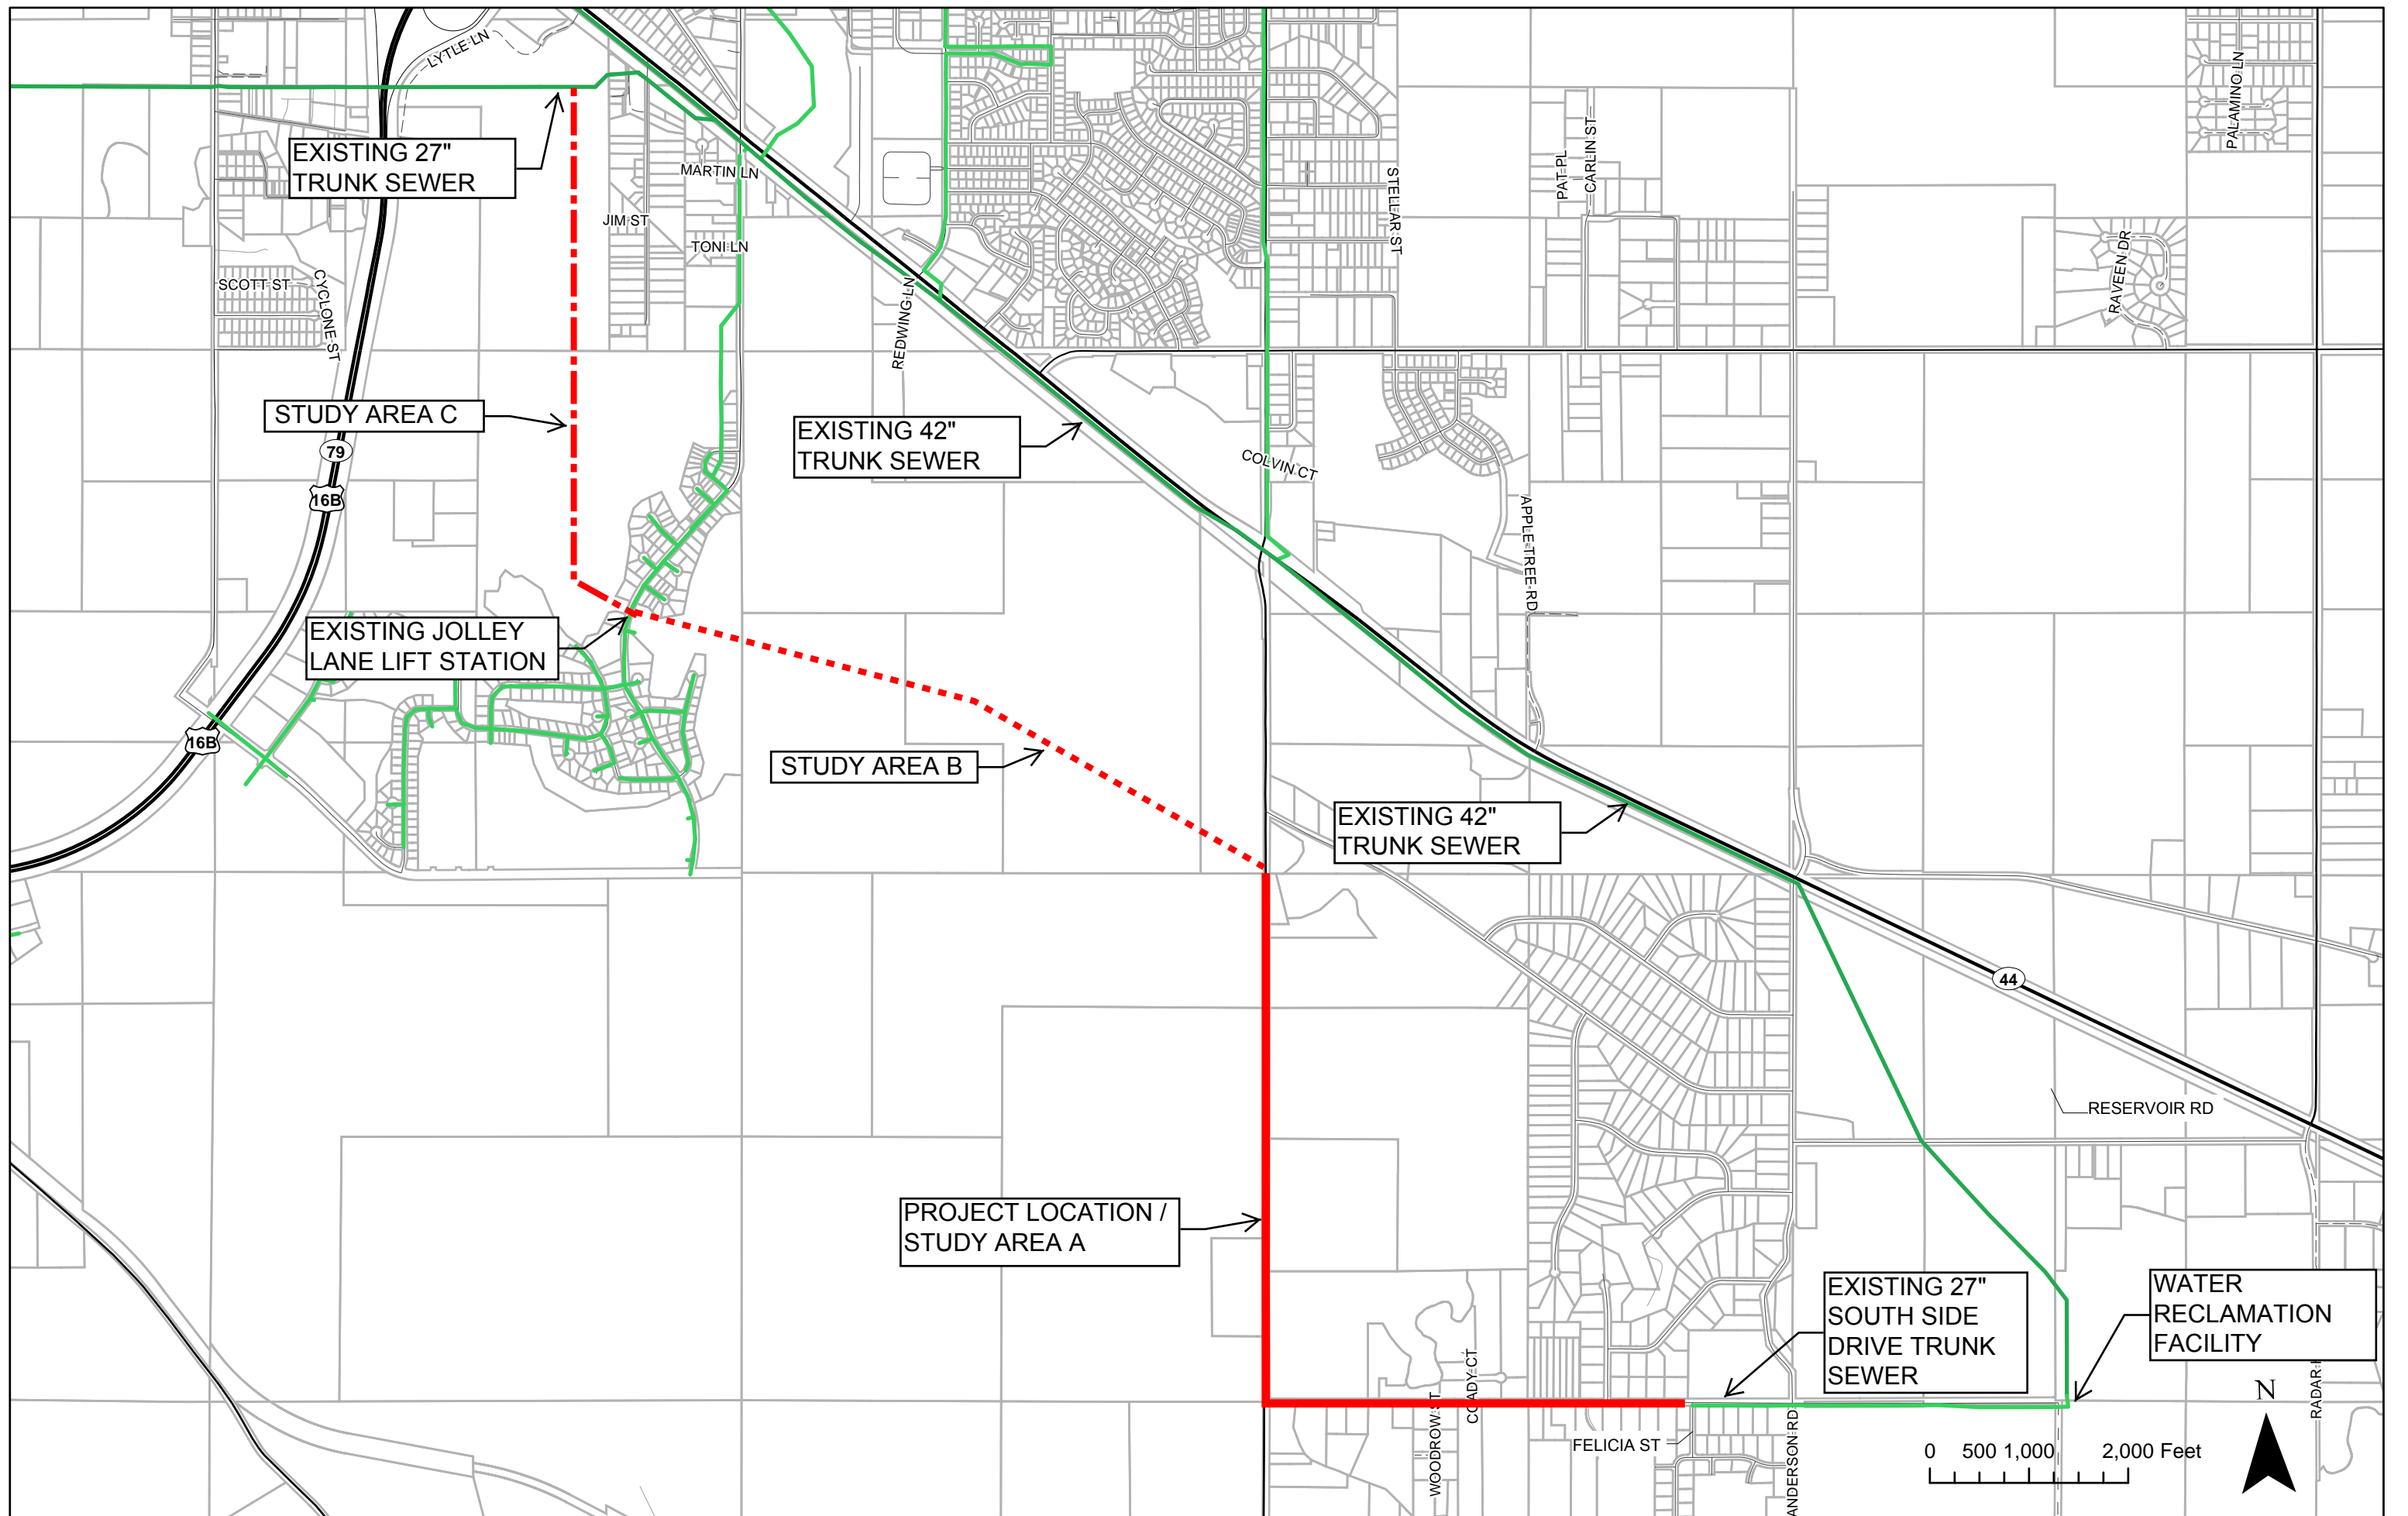 LYTLE LN
PALAMINO LN
EXISTING 27"
TRUNK SEWER
MARTIN LN
PAT PL
CARLIN ST
STELLAR ST
JIM ST
TONI LN
SCOTT ST
CYCLONE ST
REDWING LN
RAVEEN DR
STUDY AREA C
79
16B
EXISTING 42"
TRUNK SEWER
COLVIN CT
APPLE TREE RD
EXISTING JOLLEY
LANE LIFT STATION
16B
STUDY AREA B
EXISTING 42"
TRUNK SEWER
44
RESERVOIR RD
PROJECT LOCATION /
STUDY AREA A
EXISTING 27"
SOUTH SIDE
DRIVE TRUNK
SEWER
WATER
RECLAMATION
FACILITY
WOODROW ST
COADY CT
FELICIA ST
ANDERSON RD
RADAR
N
0 500 1,000 2,000 Feet